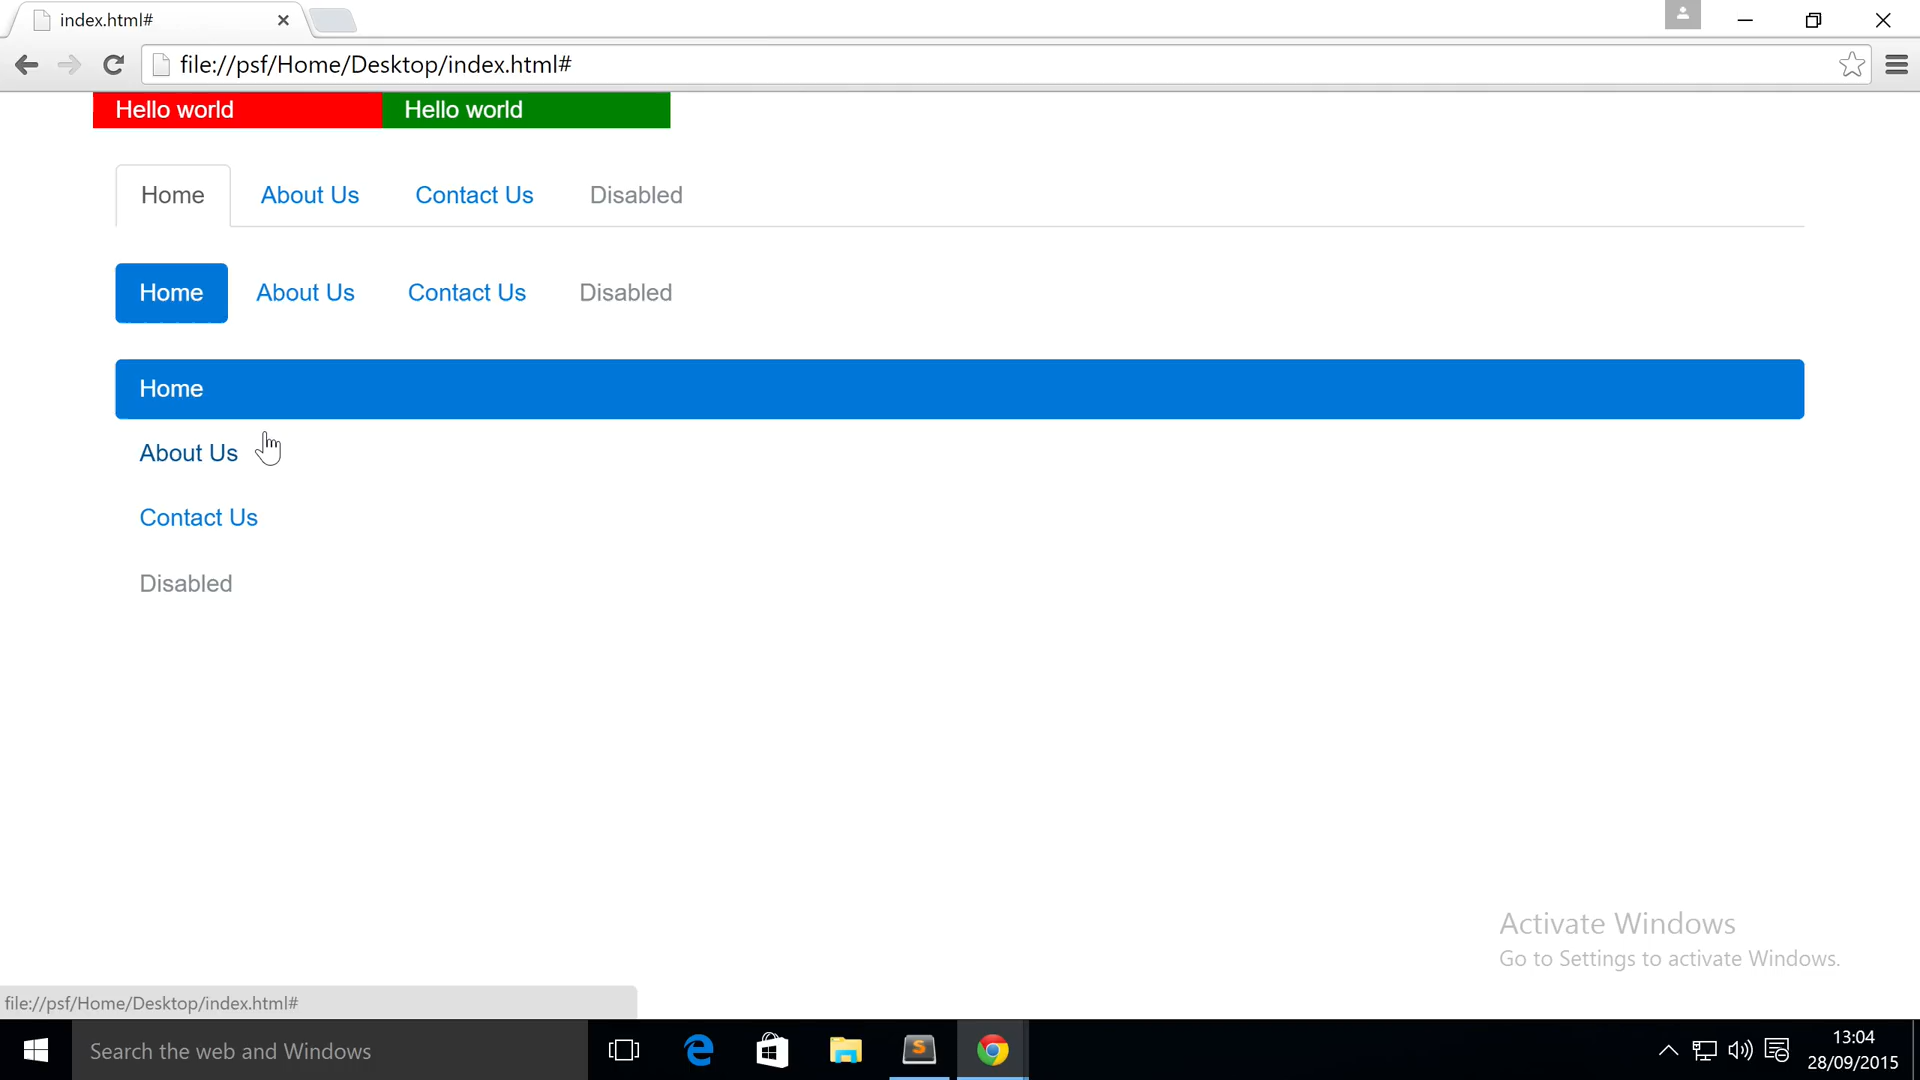 index.html#
file://psf/Home/Desktop/index.html#
Hello world Hello world
Home About Us Contact Us Disabled
Home About Us Contact Us Disabled
Home
About Us
Contact Us
Disabled
Activate Windows
Go to Settings to activate Windows.
file://psf/Home/Desktop/index.html#
Search the web and Windows
13:04
28/09/2015